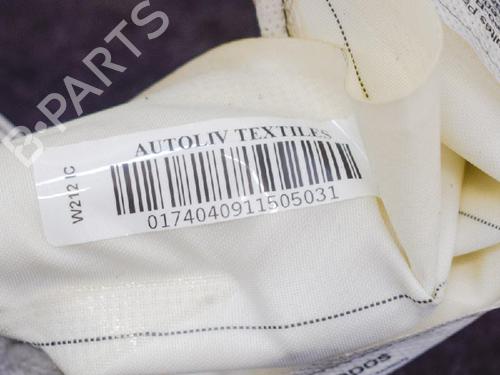 B-PARTS
AUTOLIV TEXTILES
W212 IC
0174040911505031